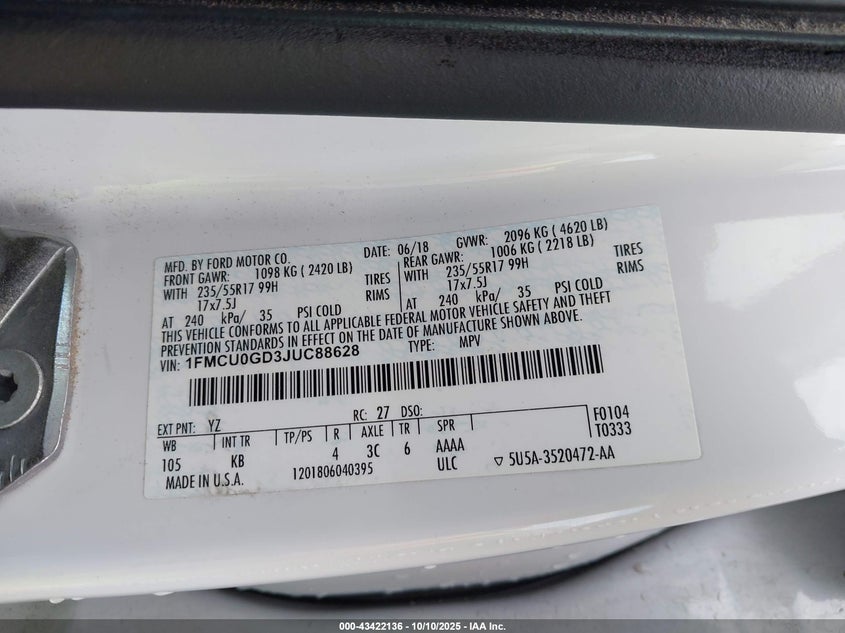 MFD. BY FORD MOTOR CO. DATE: 06/18 GVWR: 2096 KG ( 4620 LB)
FRONT GAWR: 1098 KG ( 2420 LB) REAR GAWR: 1006 KG ( 2218 LB)
WITH 235/55R17 99H TIRES WITH 235/55R17 99H TIRES
17x7.5J RIMS 17x7.5J RIMS
AT 240 kPa/ 35 PSI COLD AT 240 kPa/ 35 PSI COLD
THIS VEHICLE CONFORMS TO ALL APPLICABLE FEDERAL MOTOR VEHICLE SAFETY AND THEFT
PREVENTION STANDARDS IN EFFECT ON THE DATE OF MANUFACTURE SHOWN ABOVE.
VIN: 1FMCU0GD3JUC88628 TYPE: MPV
EXT PNT: YZ RC: 27 DSO: F0104
WB INT TR TP/PS R AXLE TR SPR T0333
105 KB 4 3C 6 AAAA
MADE IN U.S.A. 1201806040395 ULC ▽ 5U5A-3520472-AA
000-43422136 - 10/10/2025 - IAA Inc.